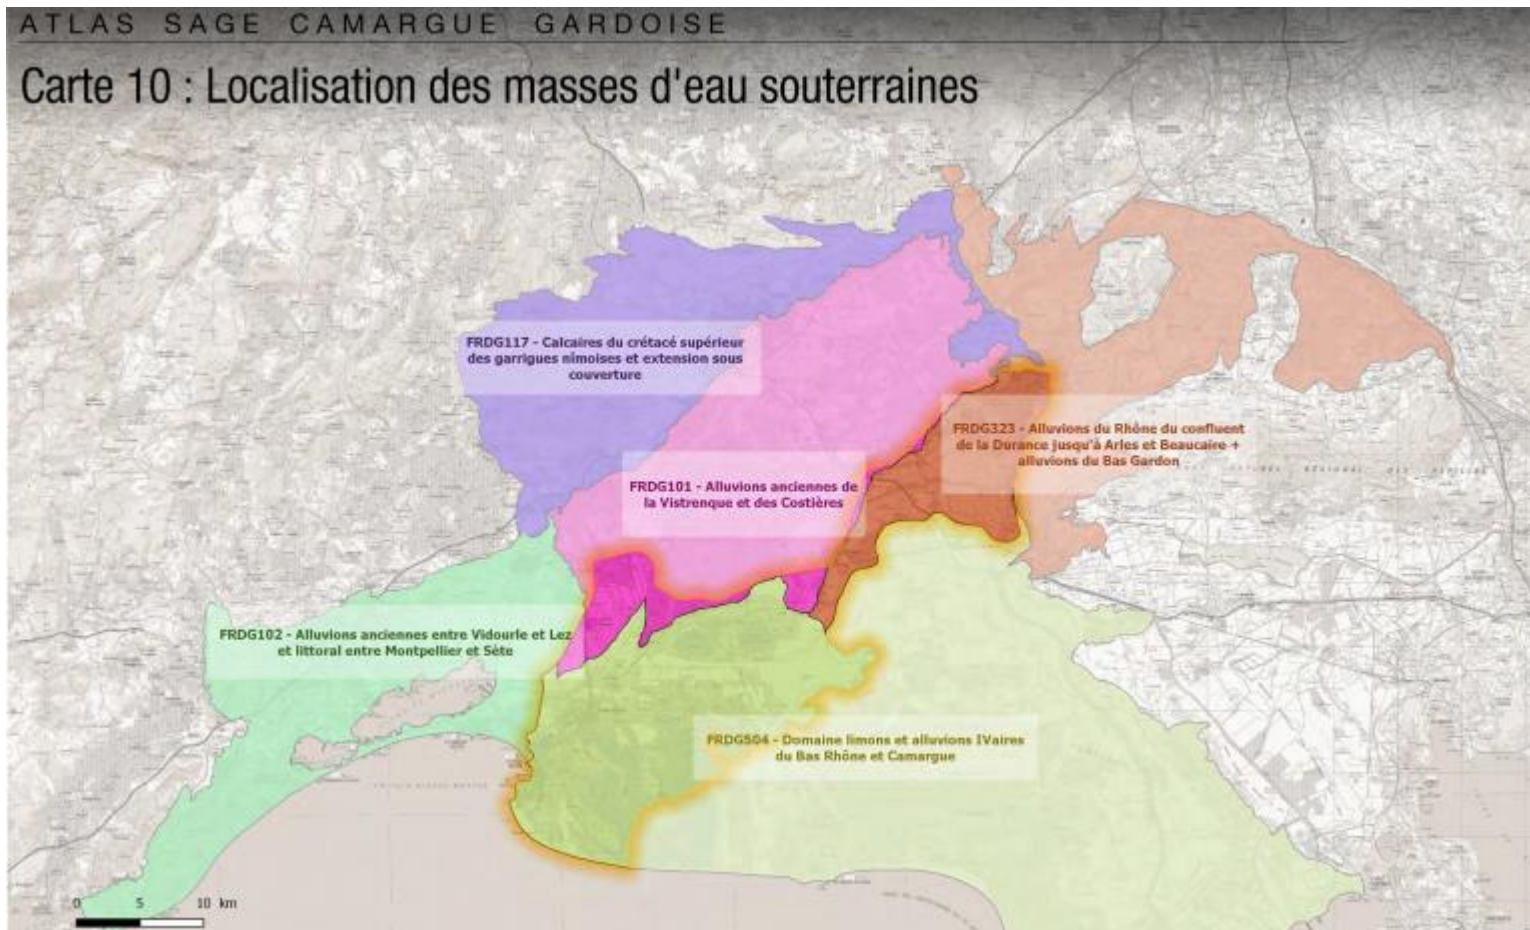 ATLAS SAGE CAMARGUE GARDOISE
Carte 10 : Localisation des masses d'eau souterraines
FRDG117 - Calcaires du crétacé supérieur
des garrigues nîmoises et extension sous
couverture
FRDG323 - Alluvions du Rhône du confluent
de la Durance jusqu'à Arles et Beaucaire +
alluvions du Bas Gardon
FRDG101 - Alluvions anciennes de
la Vistrenque et des Costières
FRDG102 - Alluvions anciennes entre Vidourle et Lez
et littoral entre Montpellier et Sète
FRDG504 - Domaine limons et alluvions IVaires
du Bas Rhône et Camargue
0 5 10 km